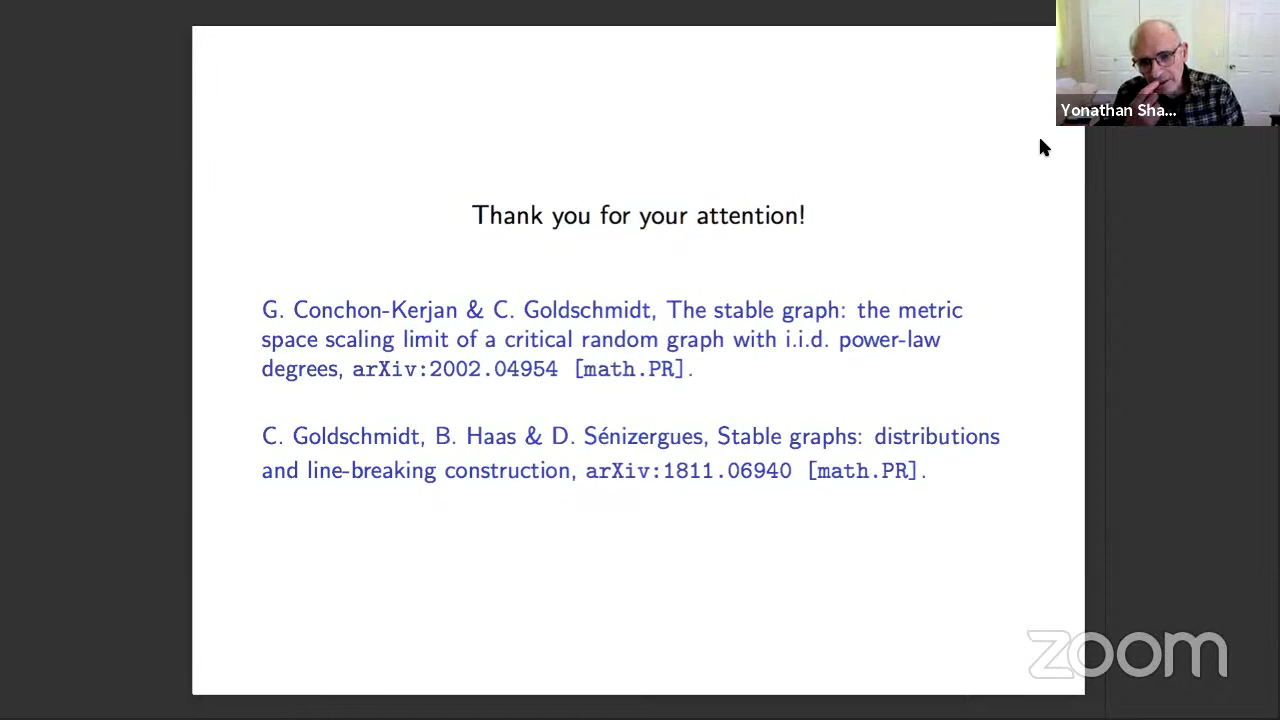 Yonathan Sha...
Thank you for your attention!
G. Conchon-Kerjan & C. Goldschmidt, The stable graph: the metric
space scaling limit of a critical random graph with i.i.d. power-law
degrees, arXiv:2002.04954 [math.PR].
C. Goldschmidt, B. Haas & D. Sénizergues, Stable graphs: distributions
and line-breaking construction, arXiv:1811.06940 [math.PR].
zoom